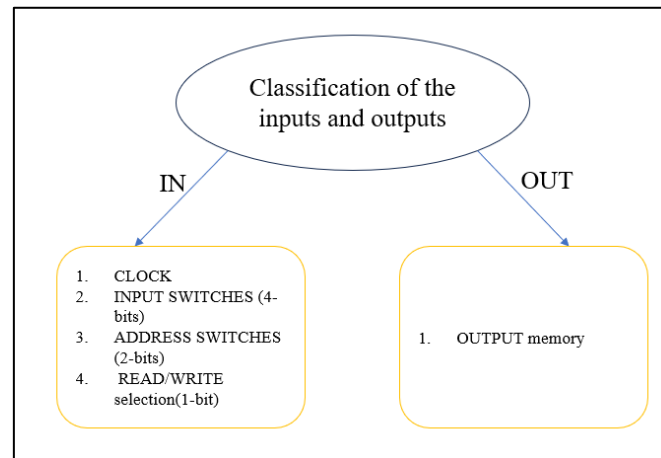 Classification of the
inputs and outputs
IN
OUT
1. CLOCK
2. INPUT SWITCHES (4-
bits)
3. ADDRESS SWITCHES
(2-bits)
4. READ/WRITE
selection(1-bit)
1. OUTPUT memory